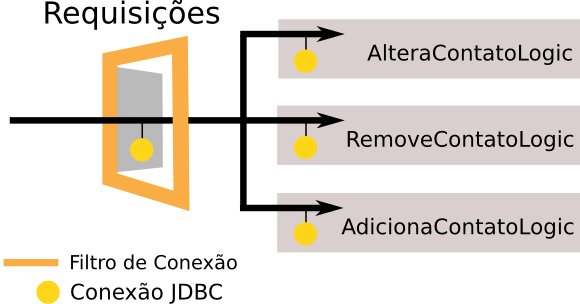 Requisições
AlteraContatoLogic
RemoveContatoLogic
AdicionaContatoLogic
Filtro de Conexão
Conexão JDBC